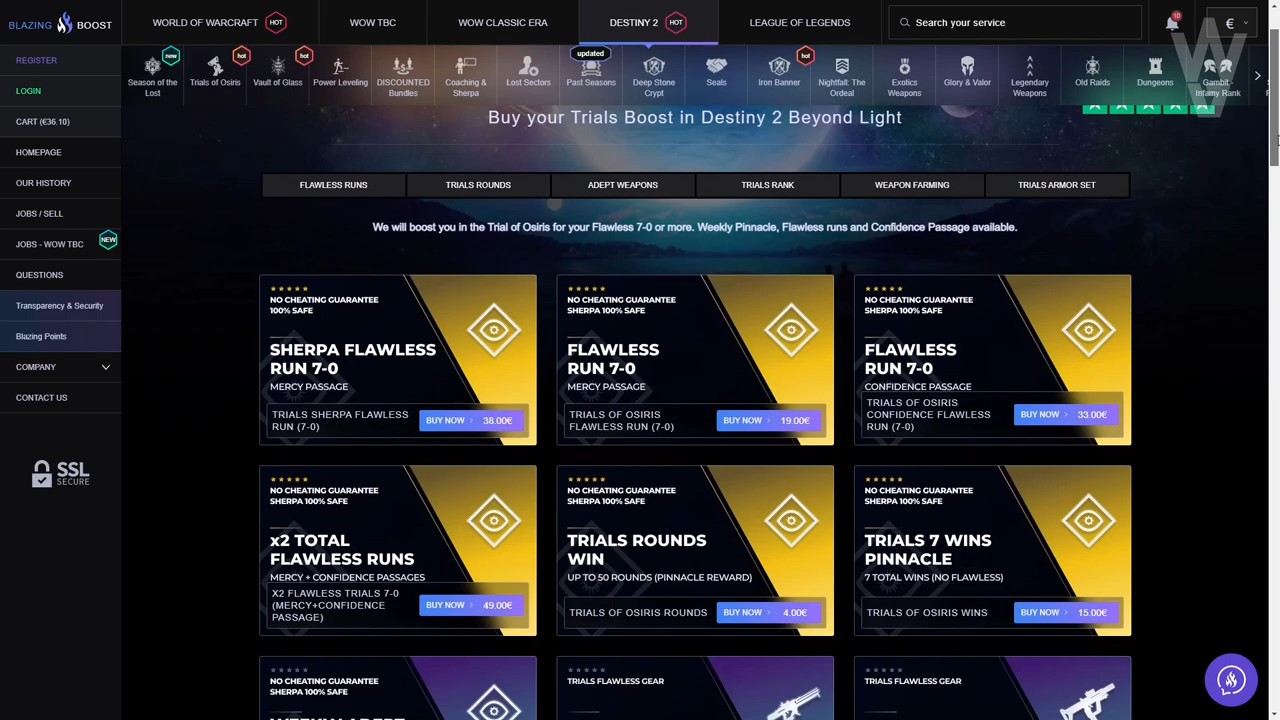 BLAZING BOOST
WORLD OF WARCRAFT HOT
WOW TBC
WOW CLASSIC ERA
DESTINY 2 HOT
LEAGUE OF LEGENDS
Search your service
10
€
W
REGISTER
LOGIN
CART (€36.10)
HOMEPAGE
OUR HISTORY
JOBS / SELL
JOBS - WOW TBC NEW
QUESTIONS
Transparency & Security
Blazing Points
COMPANY
CONTACT US
SSL
SECURE
new
hot
hot
updated
hot
Season of the
Lost
Trials of Osiris
Vault of Glass
Power Leveling
DISCOUNTED
Bundles
Coaching &
Sherpa
Lost Sectors
Past Seasons
Deep Stone
Crypt
Seals
Iron Banner
Nightfall: The
Ordeal
Exotics
Weapons
Glory & Valor
Legendary
Weapons
Old Raids
Dungeons
Gambit -
Infamy Rank
Buy your Trials Boost in Destiny 2 Beyond Light
FLAWLESS RUNS
TRIALS ROUNDS
ADEPT WEAPONS
TRIALS RANK
WEAPON FARMING
TRIALS ARMOR SET
We will boost you in the Trial of Osiris for your Flawless 7-0 or more. Weekly Pinnacle, Flawless runs and Confidence Passage available.
NO CHEATING GUARANTEE
100% SAFE
SHERPA FLAWLESS
RUN 7-0
MERCY PASSAGE
TRIALS SHERPA FLAWLESS
RUN (7-0)
BUY NOW › 38.00€
NO CHEATING GUARANTEE
SHERPA 100% SAFE
FLAWLESS
RUN 7-0
MERCY PASSAGE
TRIALS OF OSIRIS
FLAWLESS RUN (7-0)
BUY NOW › 19.00€
NO CHEATING GUARANTEE
SHERPA 100% SAFE
FLAWLESS
RUN 7-0
CONFIDENCE PASSAGE
TRIALS OF OSIRIS
CONFIDENCE FLAWLESS
RUN (7-0)
BUY NOW › 33.00€
NO CHEATING GUARANTEE
SHERPA 100% SAFE
x2 TOTAL
FLAWLESS RUNS
MERCY + CONFIDENCE PASSAGES
X2 FLAWLESS TRIALS 7-0
(MERCY+CONFIDENCE
PASSAGE)
BUY NOW › 49.00€
NO CHEATING GUARANTEE
SHERPA 100% SAFE
TRIALS ROUNDS
WIN
UP TO 50 ROUNDS (PINNACLE REWARD)
TRIALS OF OSIRIS ROUNDS
BUY NOW › 4.00€
NO CHEATING GUARANTEE
SHERPA 100% SAFE
TRIALS 7 WINS
PINNACLE
7 TOTAL WINS (NO FLAWLESS)
TRIALS OF OSIRIS WINS
BUY NOW › 15.00€
NO CHEATING GUARANTEE
SHERPA 100% SAFE
WEEKLY ADEPT
TRIALS FLAWLESS GEAR
TRIALS FLAWLESS GEAR